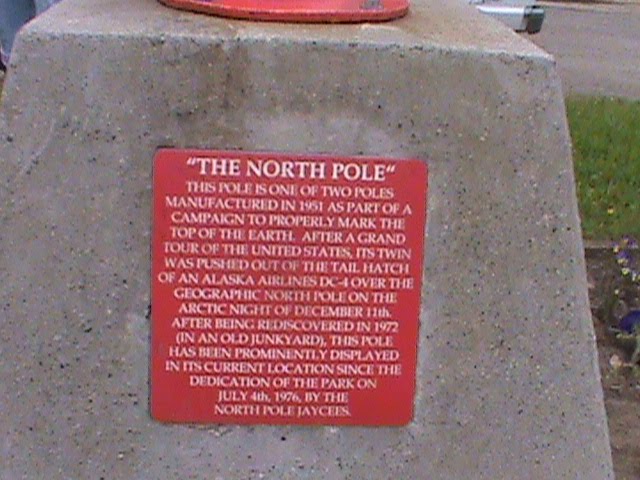 "THE NORTH POLE"
THIS POLE IS ONE OF TWO POLES
MANUFACTURED IN 1951 AS PART OF A
CAMPAIGN TO PROPERLY MARK THE
TOP OF THE EARTH. AFTER A GRAND
TOUR OF THE UNITED STATES, ITS TWIN
WAS PUSHED OUT OF THE TAIL HATCH
OF AN ALASKA AIRLINES DC-4 OVER THE
GEOGRAPHIC NORTH POLE ON THE
ARCTIC NIGHT OF DECEMBER 11th.
AFTER BEING REDISCOVERED IN 1972
(IN AN OLD JUNKYARD), THIS POLE
HAS BEEN PROMINENTLY DISPLAYED
IN ITS CURRENT LOCATION SINCE THE
DEDICATION OF THE PARK ON
JULY 4th, 1976, BY THE
NORTH POLE JAYCEES.